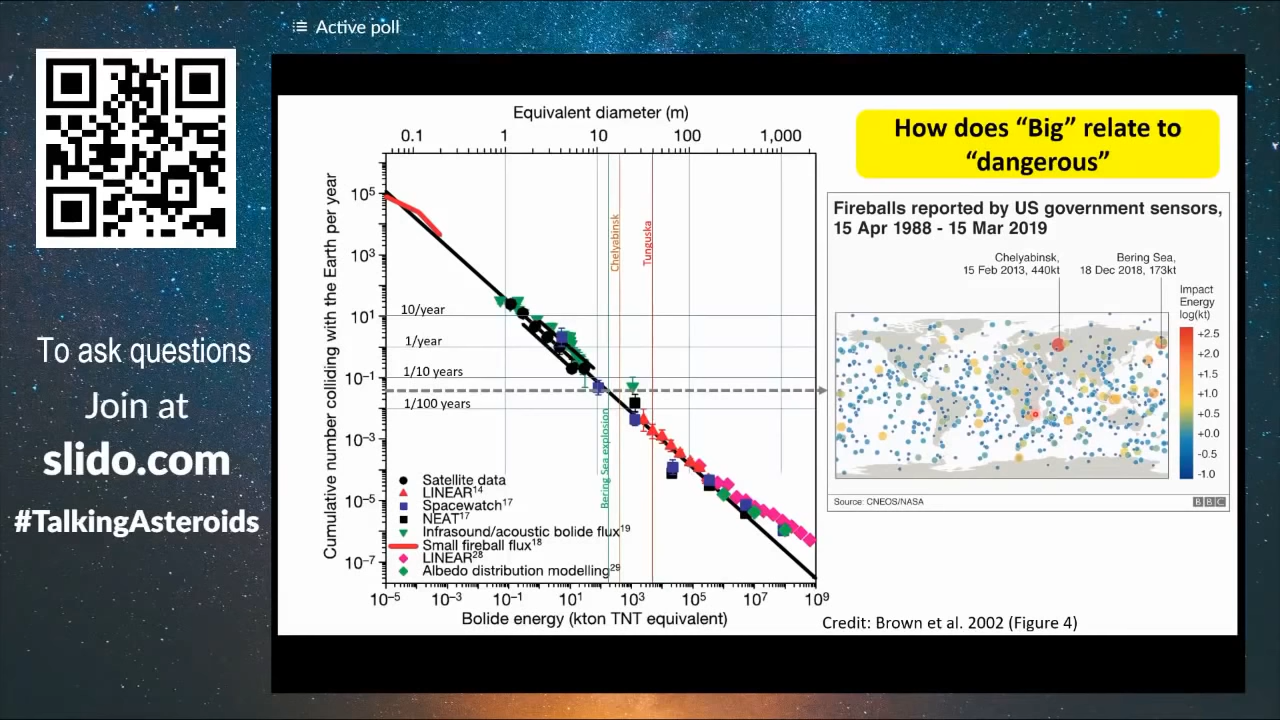 Active poll
To ask questions
Join at
slido.com
#TalkingAsteroids
Equivalent diameter (m)
0.1 1 10 100 1,000
Cumulative number colliding with the Earth per year
10⁵
10³
10¹
10⁻¹
10⁻³
10⁻⁵
10⁻⁷
10/year
1/year
1/10 years
1/100 years
Bering Sea explosion
Chelyabinsk
Tunguska
Satellite data
LINEAR¹⁴
Spacewatch¹⁷
NEAT¹⁷
Infrasound/acoustic bolide flux¹⁹
Small fireball flux¹⁸
LINEAR²⁸
Albedo distribution modelling²⁹
10⁻⁵ 10⁻³ 10⁻¹ 10¹ 10³ 10⁵ 10⁷ 10⁹
Bolide energy (kton TNT equivalent)
How does “Big” relate to
“dangerous”
Fireballs reported by US government sensors,
15 Apr 1988 - 15 Mar 2019
Chelyabinsk,
15 Feb 2013, 440kt
Bering Sea,
18 Dec 2018, 173kt
Impact
Energy
log(kt)
+2.5
+2.0
+1.5
+1.0
+0.5
+0.0
-0.5
-1.0
Source: CNEOS/NASA
BBC
Credit: Brown et al. 2002 (Figure 4)